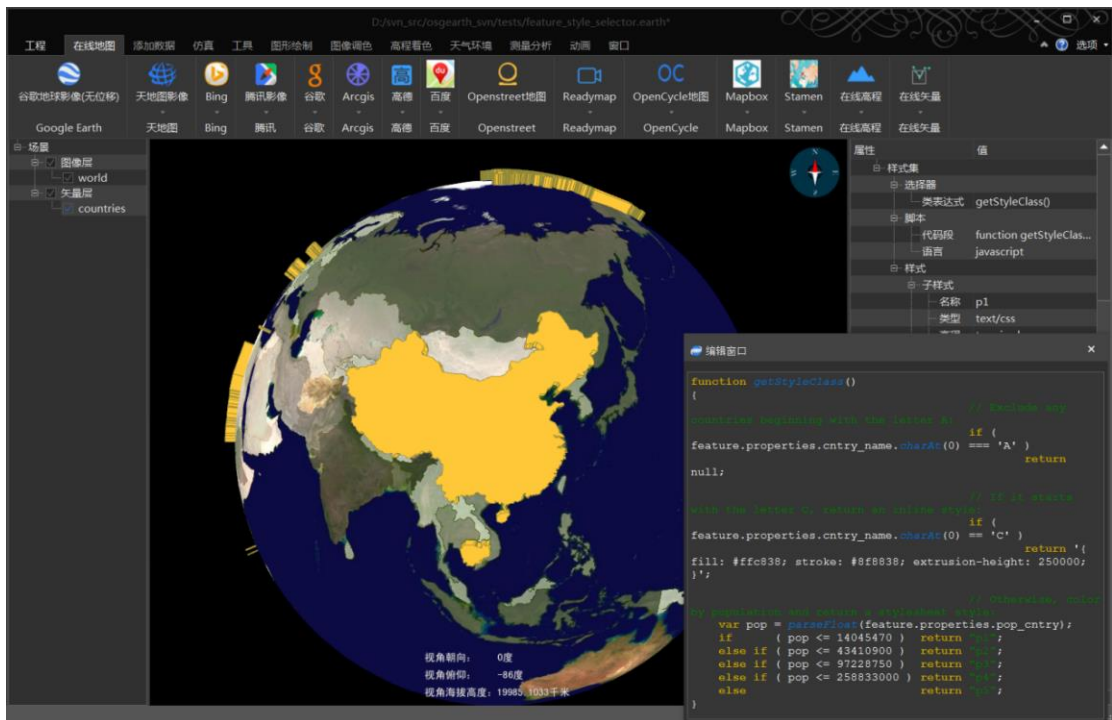 D:/svn_src/osgearth_svn/tests/feature_style_selector.earth*
工程 在线地图 添加数据 仿真 工具 图形绘制 图像调色 高程着色 天气环境 测量分析 动画 窗口 选项
谷歌地球影像(无位移) 天地图影像 Bing 腾讯影像 谷歌 Arcgis 高德 百度 Openstreet地图 Readymap OpenCycle地图 Mapbox Stamen 在线高程 在线矢量
Google Earth 天地图 Bing 腾讯 谷歌 Arcgis 高德 百度 Openstreet Readymap OpenCycle Mapbox Stamen 在线高程 在线矢量
场景
图像层
world
矢量层
countries
N
属性 值
样式集
选择器
类表达式 getStyleClass()
脚本
代码段 function getStyleClas...
语言 javascript
样式
子样式
名称 p1
类型 text/css
编辑窗口
function getStyleClass()
{
// Exclude any
countries beginning with the letter A:
if (
feature.properties.cntry_name.charAt(0) === 'A' )
return
null;
// If it starts
with the letter C, return an inline style:
if (
feature.properties.cntry_name.charAt(0) == 'C' )
return '{
fill: #ffc838; stroke: #8f8838; extrusion-height: 250000;
}';
// Otherwise, color
by population and return a stylesheet style:
var pop = parseFloat(feature.properties.pop_cntry);
if ( pop <= 14045470 ) return "p1";
else if ( pop <= 43410900 ) return "p2";
else if ( pop <= 97228750 ) return "p3";
else if ( pop <= 258833000 ) return "p4";
else return "p5";
}
视角朝向： 0度
视角俯仰： -86度
视角海拔高度：19985.1033千米